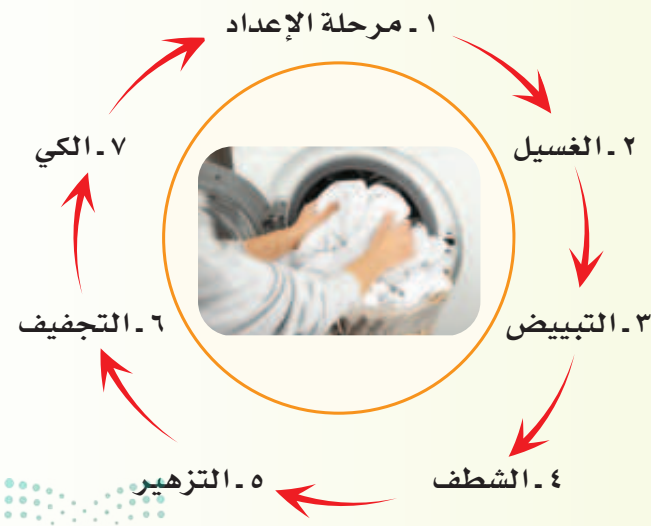 ١ ـ مرحلة الإعداد
٢ ـ الغسيل
٣ ـ التبييض
٤ ـ الشطف
٥ ـ التزهير
٦ ـ التجفيف
٧ ـ الكي